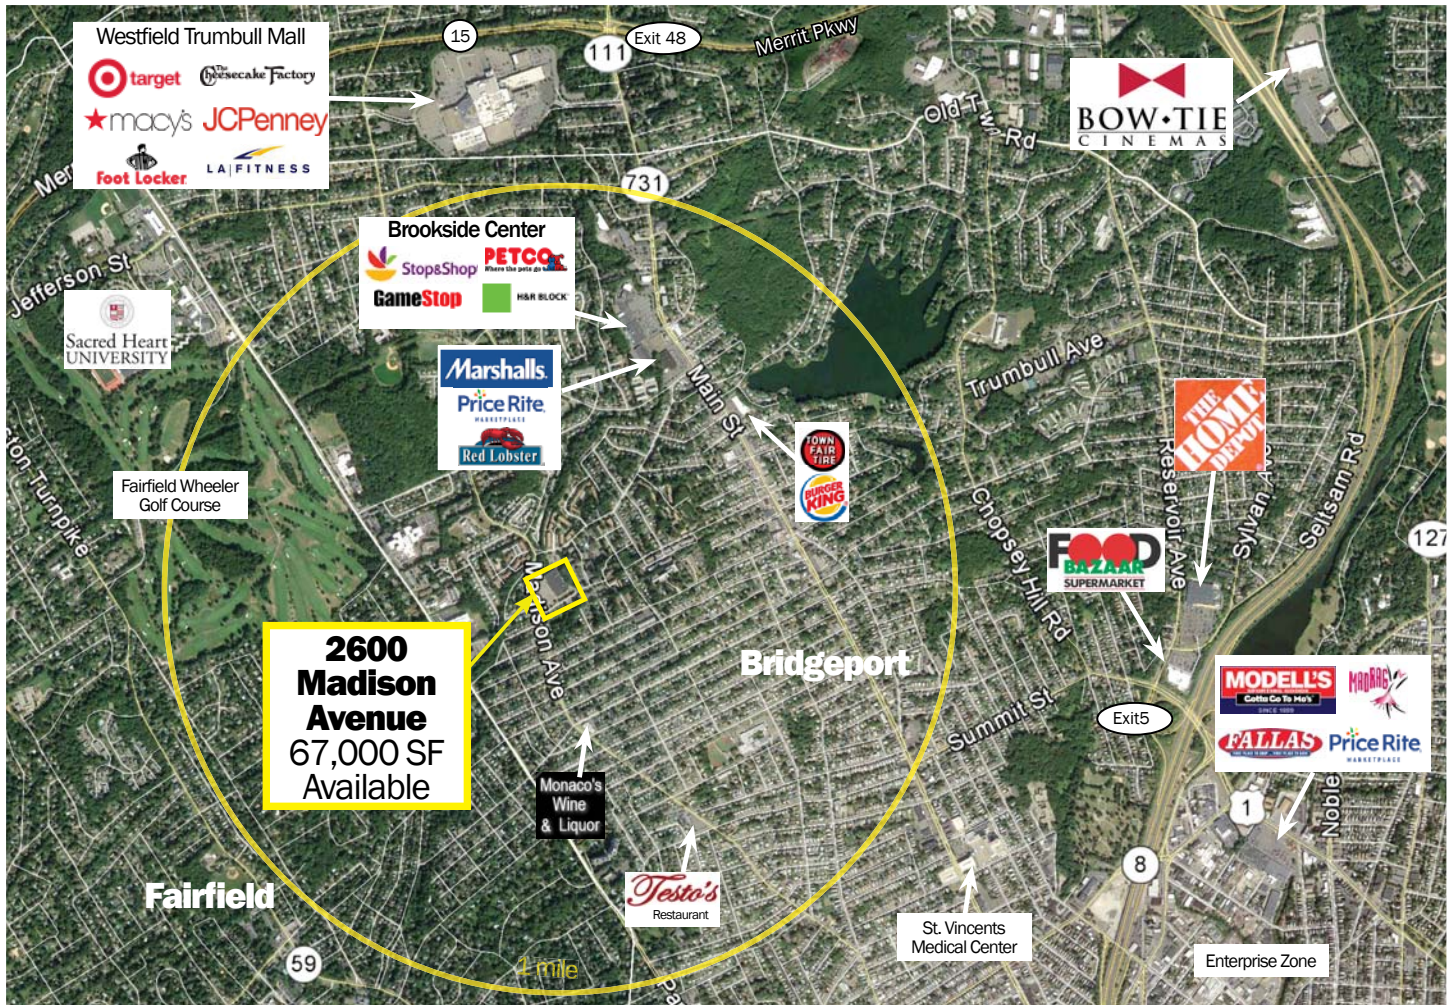 Westfield Trumbull Mall
target
The Cheesecake Factory
macy's
JCPenney
Foot Locker
LA FITNESS
15
111
Exit 48
Merrit Pkwy
BOW•TIE
CINEMAS
Old T
Rd
731
Jefferson St
Sacred Heart
UNIVERSITY
Brookside Center
Stop&Shop
PETCO
Where the pets go
GameStop
H&R BLOCK
Marshalls.
Price Rite
MARKETPLACE
Red Lobster
Main St
TOWN
FAIR
TIRE
BURGER
KING
Trumbull Ave
THE
HOME
DEPOT
Reservoir Ave
Sylvan
Sellsam Rd
127
Fairfield Wheeler
Golf Course
Turnpike
Chopsey Hill Rd
FOOD
BAZAAR
SUPERMARKET
Madison Ave
2600
Madison
Avenue
67,000 SF
Available
Bridgeport
Summit St
Exit5
MODELL'S
Gotta Go To Mo's
SINCE 1889
MADRAG
FALLAS
Price Rite
MARKETPLACE
Noble
1
8
Monaco's
Wine
& Liquor
Testo's
Restaurant
Fairfield
St. Vincents
Medical Center
Enterprise Zone
59
1 mile